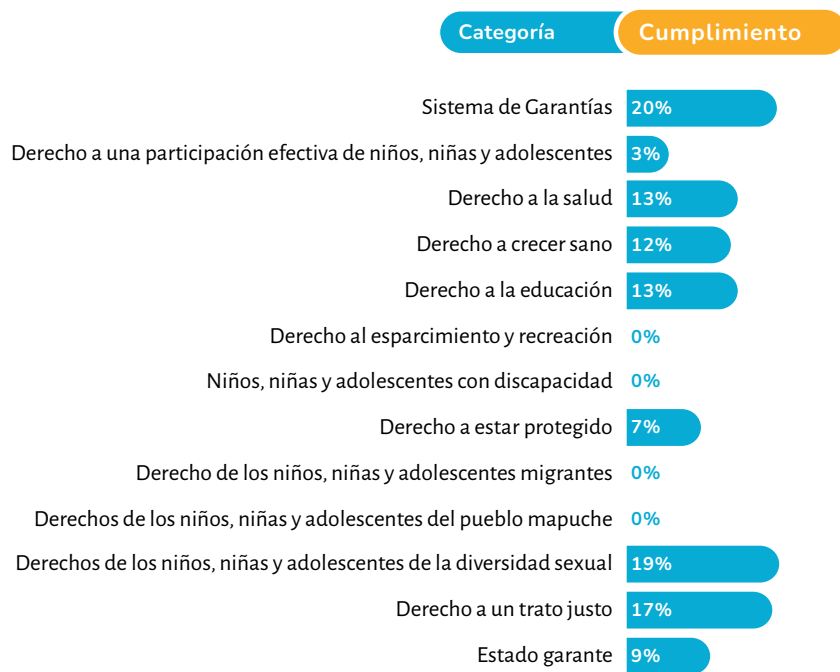 Categoría Cumplimiento
Sistema de Garantías 20%
Derecho a una participación efectiva de niños, niñas y adolescentes 3%
Derecho a la salud 13%
Derecho a crecer sano 12%
Derecho a la educación 13%
Derecho al esparcimiento y recreación 0%
Niños, niñas y adolescentes con discapacidad 0%
Derecho a estar protegido 7%
Derecho de los niños, niñas y adolescentes migrantes 0%
Derechos de los niños, niñas y adolescentes del pueblo mapuche 0%
Derechos de los niños, niñas y adolescentes de la diversidad sexual 19%
Derecho a un trato justo 17%
Estado garante 9%